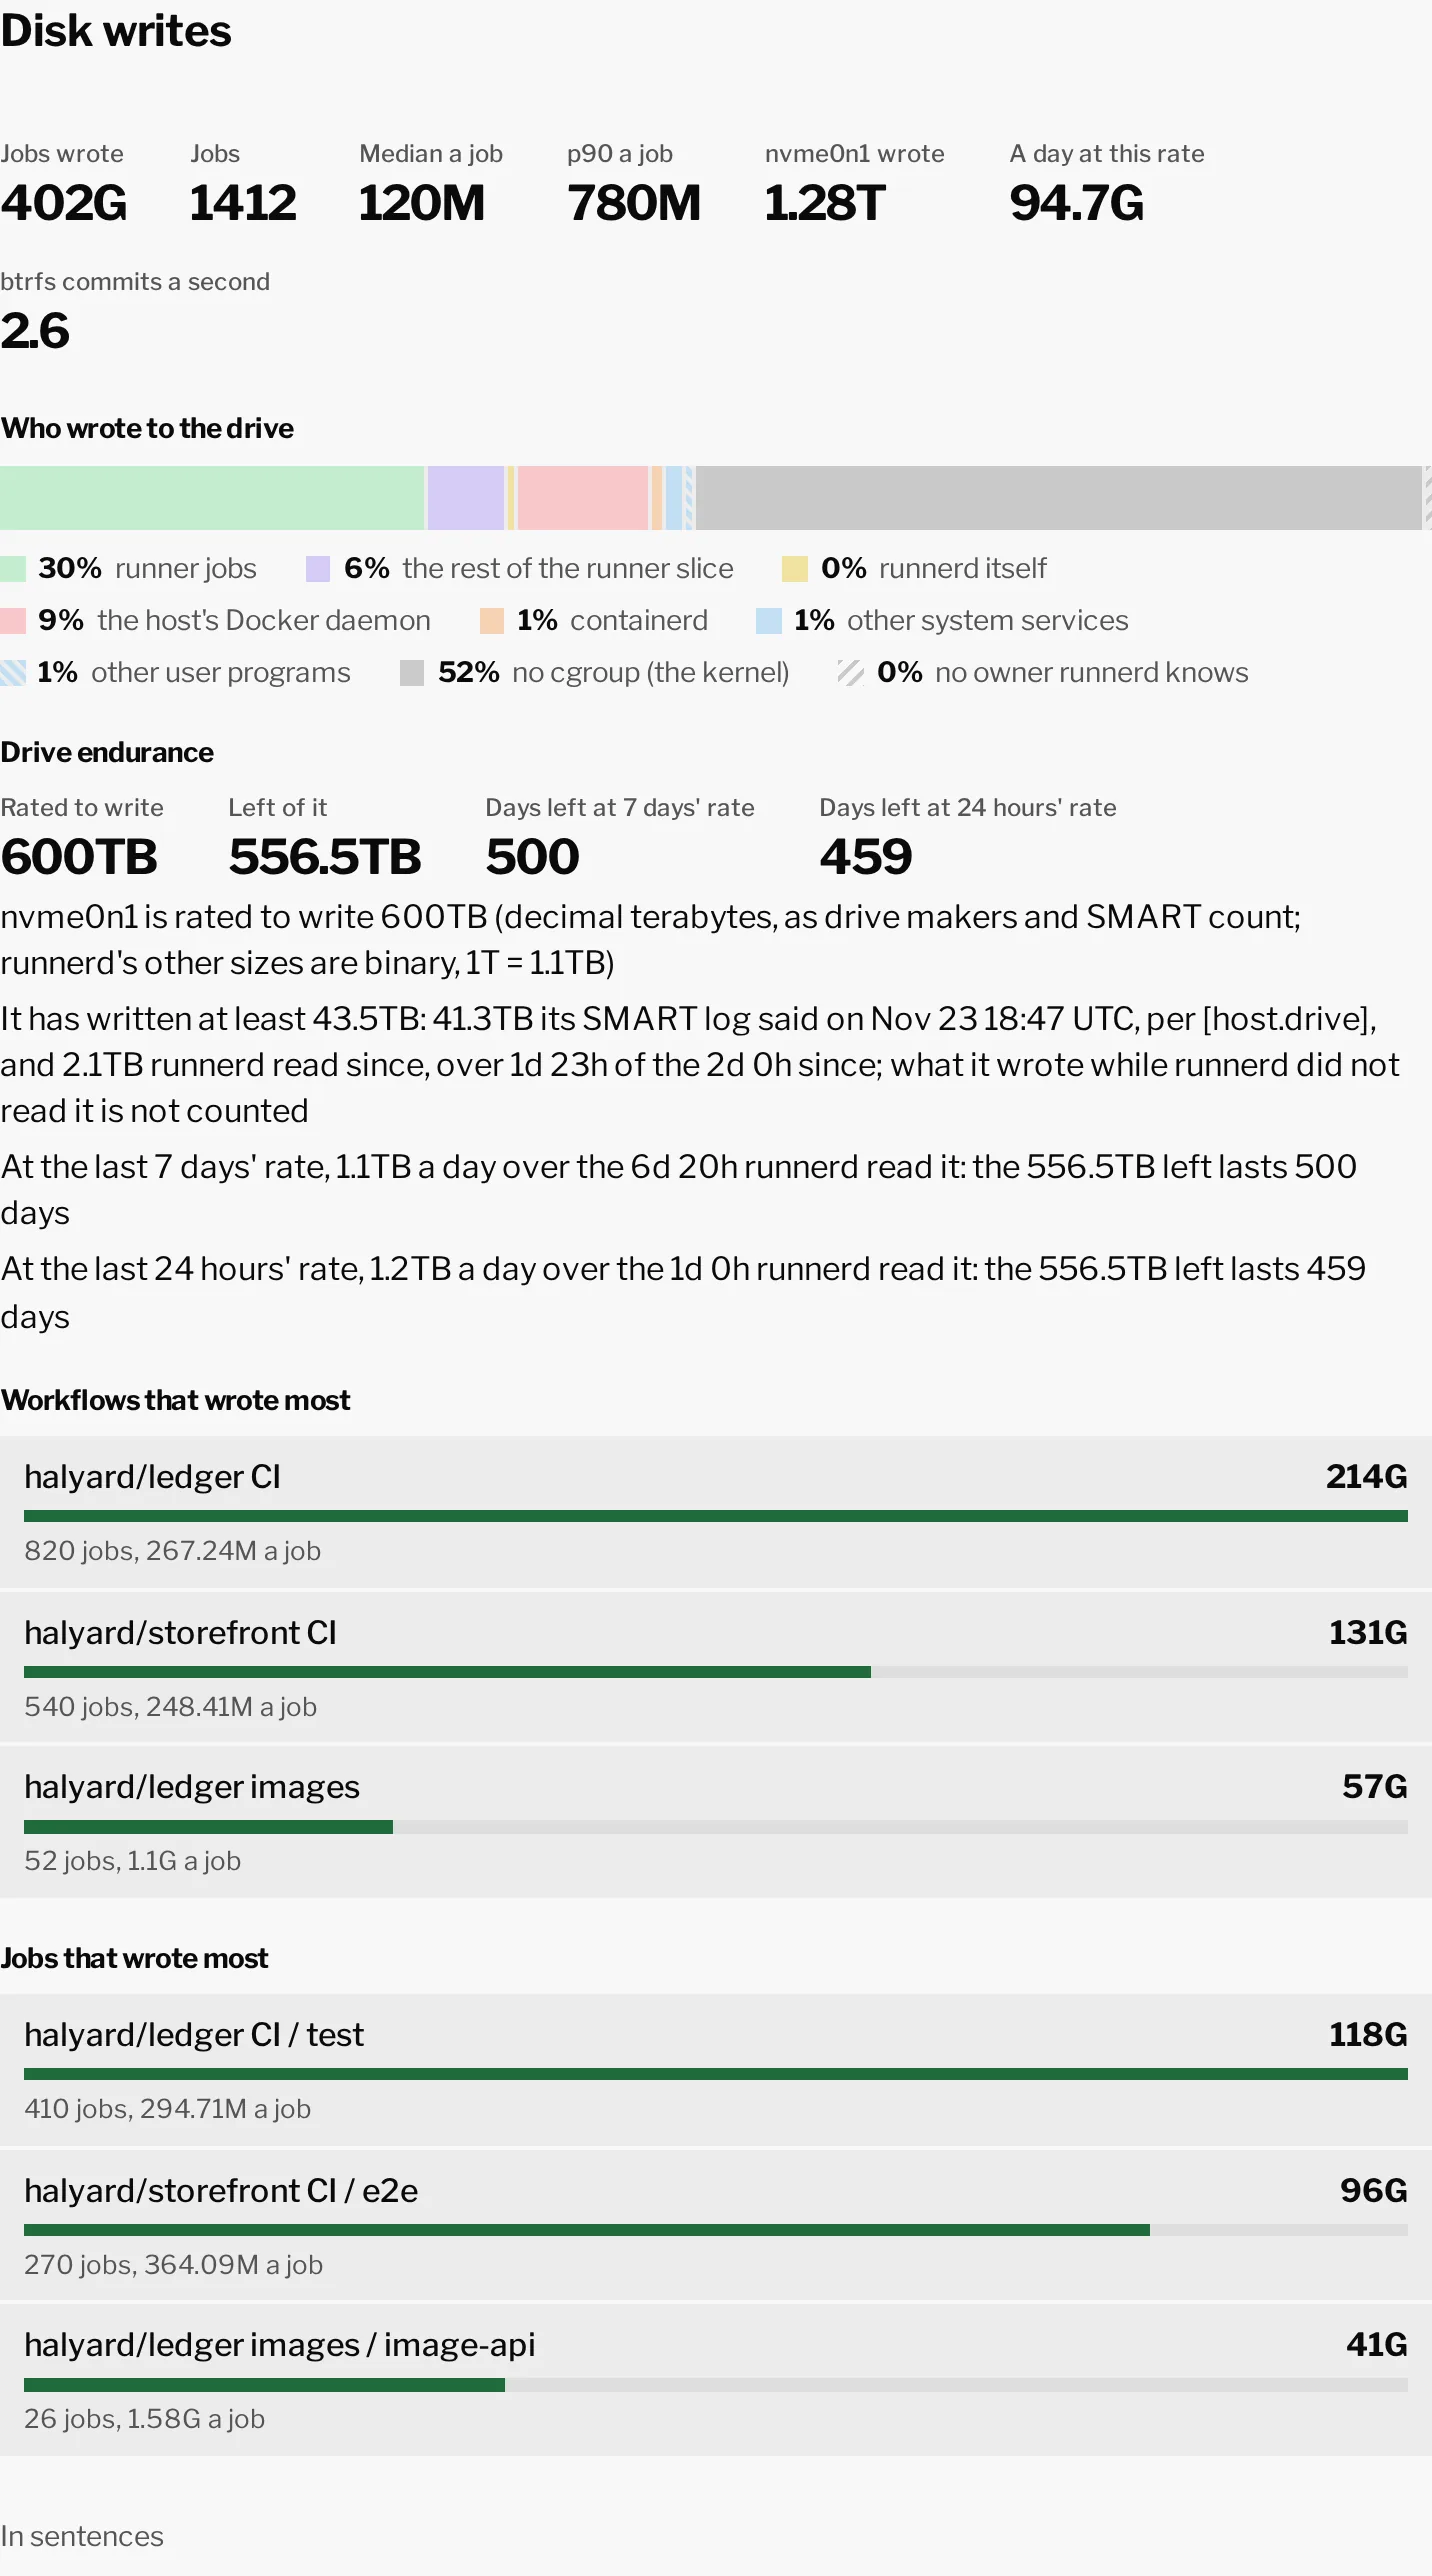 Disk writes
Jobs wrote
402G
Jobs
1412
Median a job
120M
p90 a job
780M
nvme0n1 wrote
1.28T
A day at this rate
94.7G
btrfs commits a second
2.6
Who wrote to the drive
30% runner jobs
6% the rest of the runner slice
0% runnerd itself
9% the host's Docker daemon
1% containerd
1% other system services
1% other user programs
52% no cgroup (the kernel)
0% no owner runnerd knows
Drive endurance
Rated to write
600TB
Left of it
556.5TB
Days left at 7 days' rate
500
Days left at 24 hours' rate
459
nvme0n1 is rated to write 600TB (decimal terabytes, as drive makers and SMART count;
runnerd's other sizes are binary, 1T = 1.1TB)
It has written at least 43.5TB: 41.3TB its SMART log said on Nov 23 18:47 UTC, per [host.drive],
and 2.1TB runnerd read since, over 1d 23h of the 2d 0h since; what it wrote while runnerd did not
read it is not counted
At the last 7 days' rate, 1.1TB a day over the 6d 20h runnerd read it: the 556.5TB left lasts 500
days
At the last 24 hours' rate, 1.2TB a day over the 1d 0h runnerd read it: the 556.5TB left lasts 459
days
Workflows that wrote most
halyard/ledger CI
214G
820 jobs, 267.24M a job
halyard/storefront CI
131G
540 jobs, 248.41M a job
halyard/ledger images
57G
52 jobs, 1.1G a job
Jobs that wrote most
halyard/ledger CI / test
118G
410 jobs, 294.71M a job
halyard/storefront CI / e2e
96G
270 jobs, 364.09M a job
halyard/ledger images / image-api
41G
26 jobs, 1.58G a job
In sentences